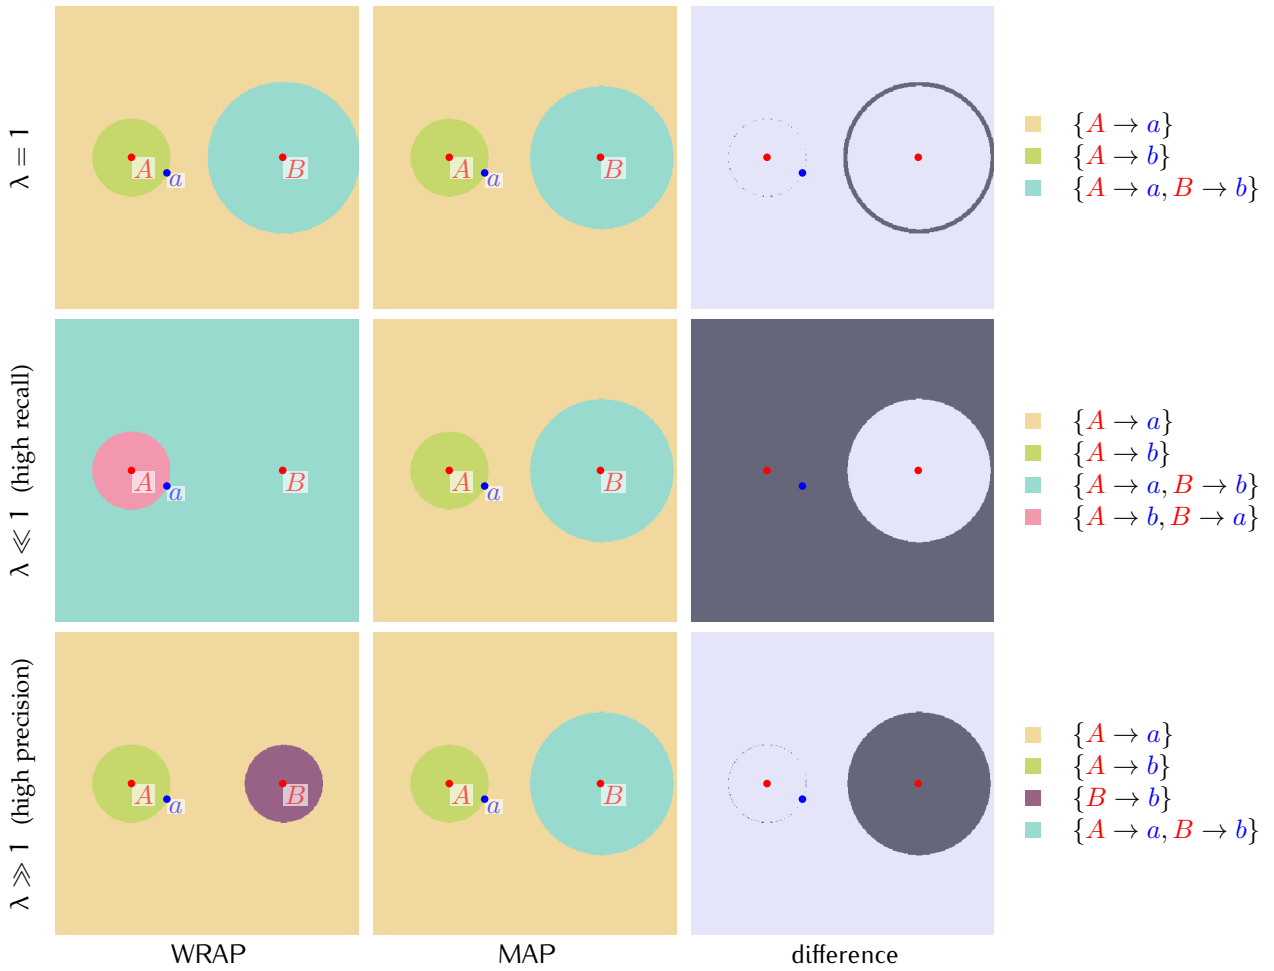 λ = 1
A
a
B
A
a
B
{A → a}
{A → b}
{A → a, B → b}
λ ≪ 1 (high recall)
A
a
B
A
a
B
{A → a}
{A → b}
{A → a, B → b}
{A → b, B → a}
λ ≫ 1 (high precision)
A
a
B
A
a
B
{A → a}
{A → b}
{B → b}
{A → a, B → b}
WRAP
MAP
difference